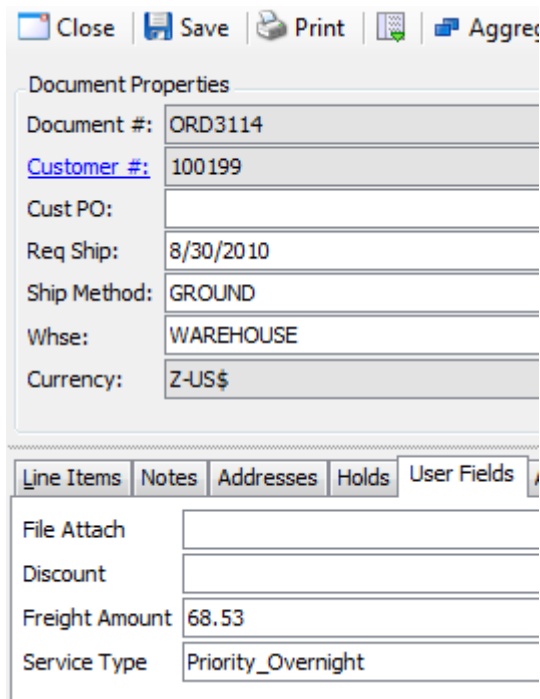 Close Save Print Aggreg
Document Properties
Document #: ORD3114
Customer #: 100199
Cust PO:
Req Ship: 8/30/2010
Ship Method: GROUND
Whse: WAREHOUSE
Currency: Z-US$
Line Items Notes Addresses Holds User Fields
File Attach
Discount
Freight Amount 68.53
Service Type Priority_Overnight